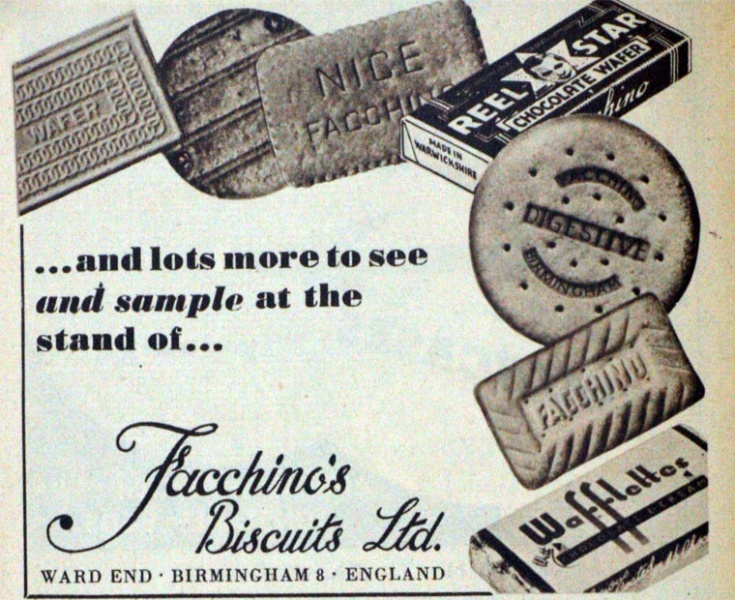 WAFER
NICE
FACCHINO
REEL STAR
CHOCOLATE WAFER
MADE IN
WARWICKSHIRE
FACCHINO
DIGESTIVE
BIRMINGHAM
...and lots more to see
and sample at the
stand of...
FACCHINO
Facchino's
Biscuits Ltd.
WARD END · BIRMINGHAM 8 · ENGLAND
Wafflettes